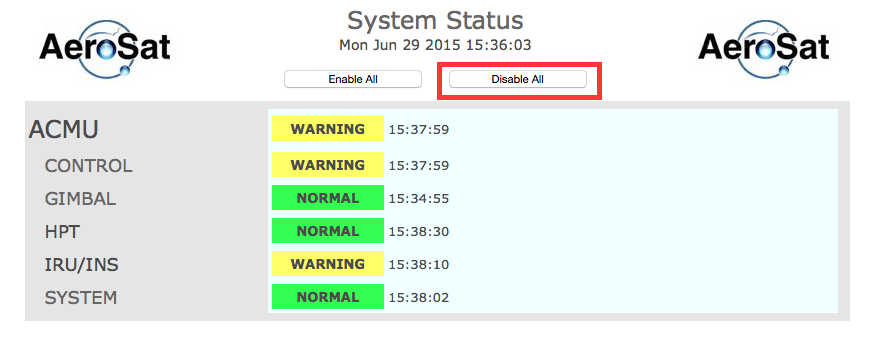 AeroSat
System Status
Mon Jun 29 2015 15:36:03
AeroSat
Enable All
Disable All
ACMU WARNING 15:37:59
CONTROL WARNING 15:37:59
GIMBAL NORMAL 15:34:55
HPT NORMAL 15:38:30
IRU/INS WARNING 15:38:10
SYSTEM NORMAL 15:38:02